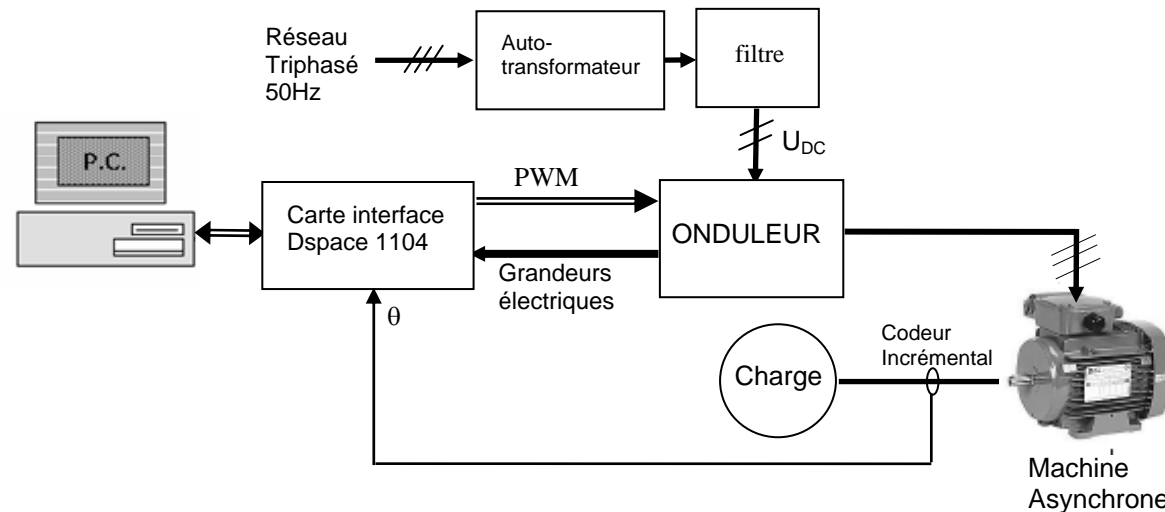 Réseau
Triphasé
50Hz
Auto-
transformateur
filtre
U_DC
P.C.
PWM
Carte interface
Dspace 1104
ONDULEUR
Grandeurs
électriques
θ
Codeur
Incrémental
Charge
Machine
Asynchrone